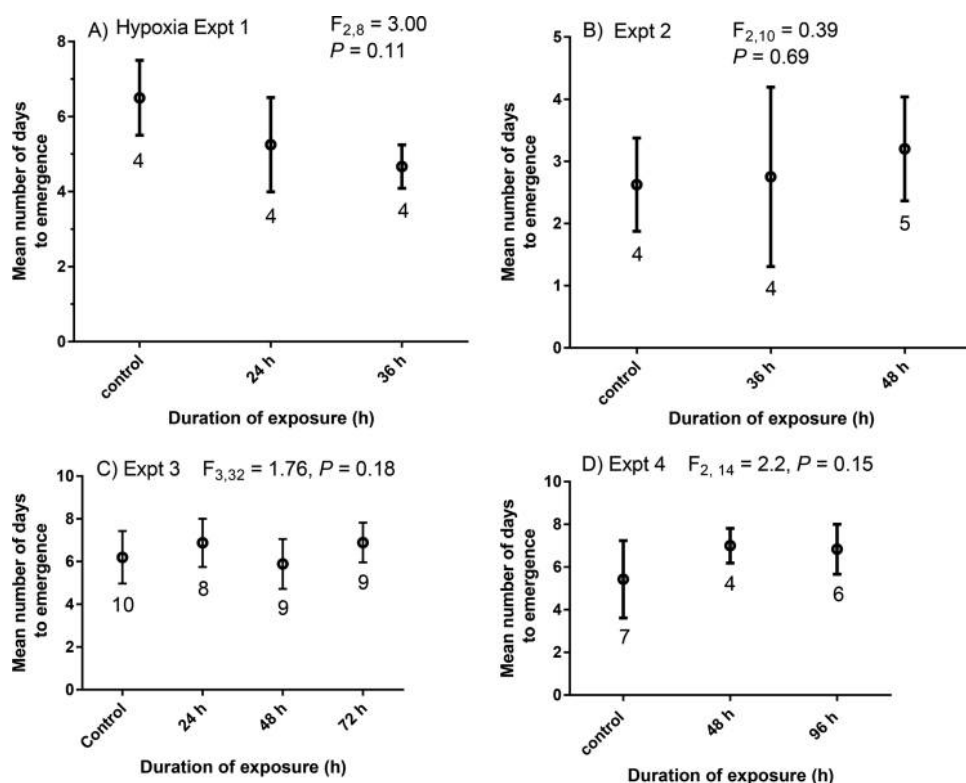 A) Hypoxia Expt 1
F2,8 = 3.00
P = 0.11
Mean number of days
to emergence
8
6
4
2
0
4
4
4
control
24 h
36 h
Duration of exposure (h)
B) Expt 2
F2,10 = 0.39
P = 0.69
Mean number of days
to emergence
5
4
3
2
1
0
4
4
5
control
36 h
48 h
Duration of exposure (h)
C) Expt 3
F3,32 = 1.76, P = 0.18
Mean number of days
to emergence
10
8
6
4
2
0
10
8
9
9
Control
24 h
48 h
72 h
Duration of exposure (h)
D) Expt 4
F2, 14 = 2.2, P = 0.15
Mean number of days
to emergence
10
8
6
4
2
0
7
4
6
control
48 h
96 h
Duration of exposure (h)